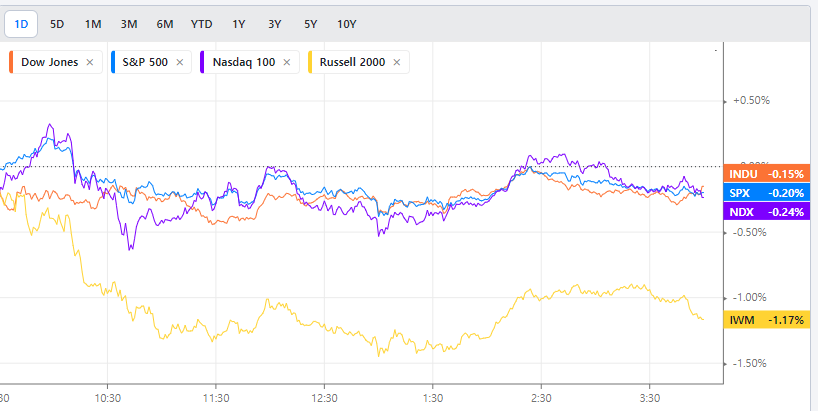 1D 5D 1M 3M 6M YTD 1Y 3Y 5Y 10Y
Dow Jones × S&P 500 × Nasdaq 100 × Russell 2000 ×
+0.50%
INDU -0.15%
SPX -0.20%
NDX -0.24%
-0.50%
-1.00%
IWM -1.17%
-1.50%
:30 10:30 11:30 12:30 1:30 2:30 3:30